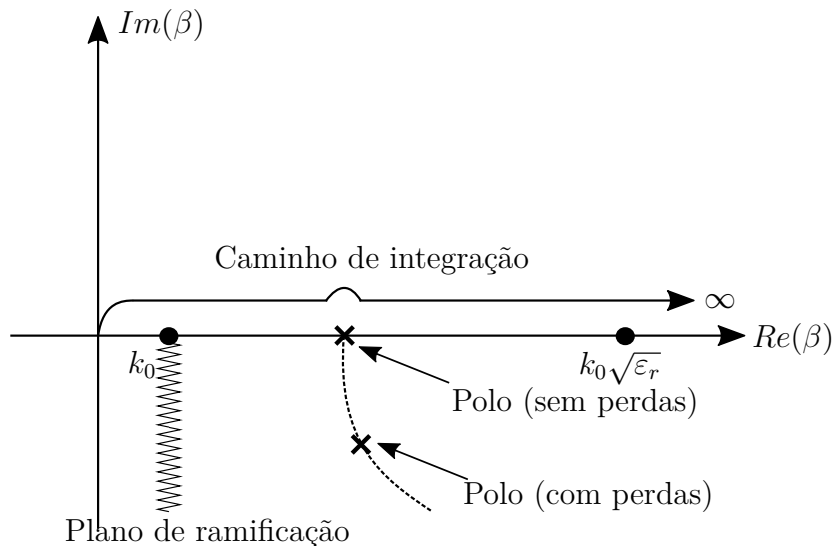 Im(β)
Caminho de integração
∞
k₀
k₀√εᵣ
Re(β)
Polo (sem perdas)
Polo (com perdas)
Plano de ramificação